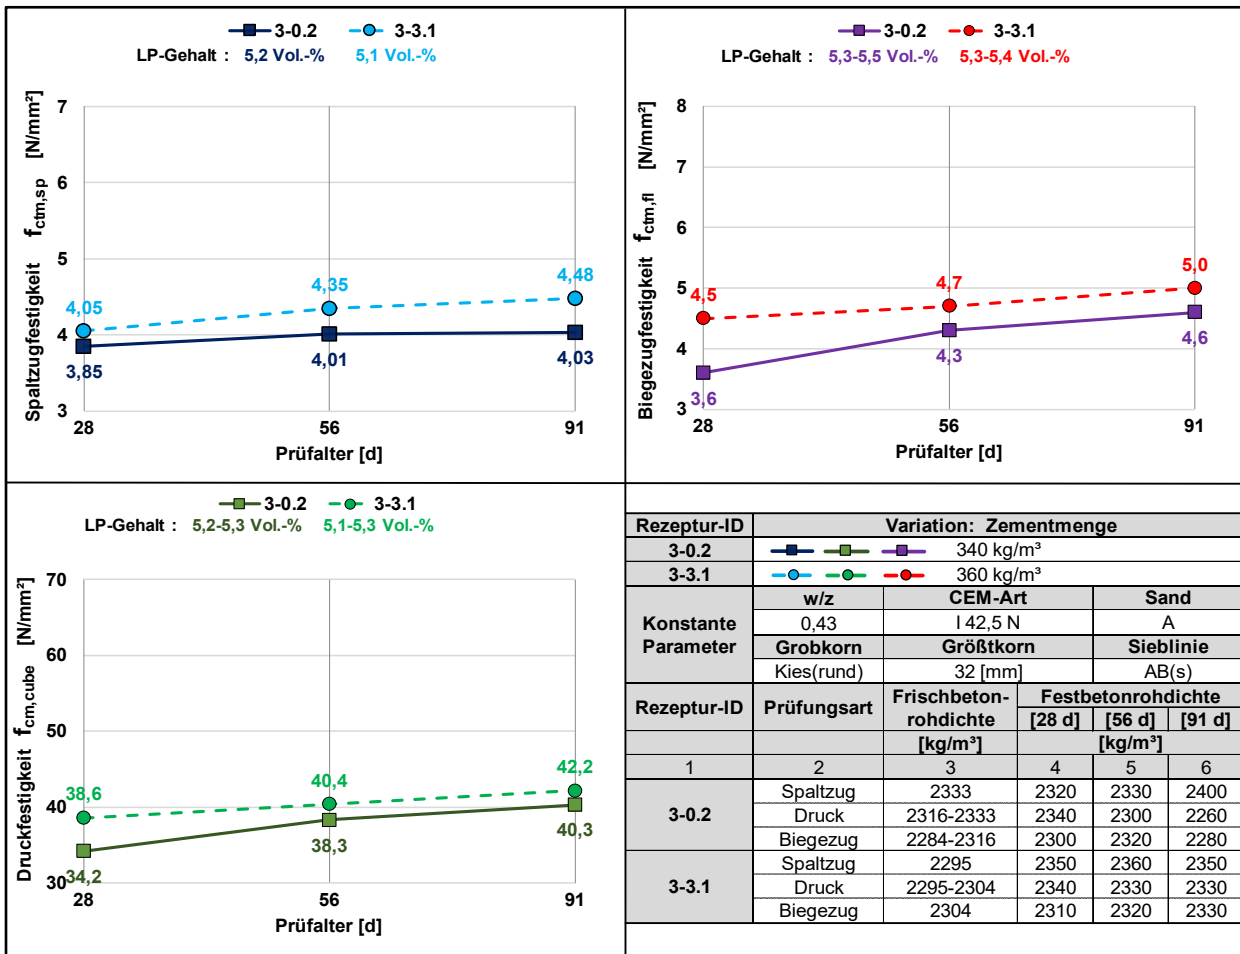 3-0.2 3-3.1
LP-Gehalt : 5,2 Vol.-% 5,1 Vol.-%
Spaltzugfestigkeit f ctm,sp [N/mm²]
7
6
5
4
3
4,05
4,35
4,48
3,85
4,01
4,03
28 56 91
Prüfalter [d]
3-0.2 3-3.1
LP-Gehalt : 5,3-5,5 Vol.-% 5,3-5,4 Vol.-%
Biegezugfestigkeit f ctm,fl [N/mm²]
8
7
6
5
4
3
4,5
4,7
5,0
3,6
4,3
4,6
28 56 91
Prüfalter [d]
3-0.2 3-3.1
LP-Gehalt : 5,2-5,3 Vol.-% 5,1-5,3 Vol.-%
Druckfestigkeit f cm,cube [N/mm²]
70
60
50
40
30
38,6
40,4
42,2
34,2
38,3
40,3
28 56 91
Prüfalter [d]
Rezeptur-ID Variation: Zementmenge
3-0.2 340 kg/m³
3-3.1 360 kg/m³
Konstante Parameter w/z CEM-Art Sand
0,43 I 42,5 N A
Grobkorn Größtkorn Sieblinie
Kies(rund) 32 [mm] AB(s)
Rezeptur-ID Prüfungsart Frischbeton- Festbetonrohdichte
rohdichte [28 d] [56 d] [91 d]
[kg/m³] [kg/m³]
1 2 3 4 5 6
3-0.2 Spaltzug 2333 2320 2330 2400
Druck 2316-2333 2340 2300 2260
Biegezug 2284-2316 2300 2320 2280
3-3.1 Spaltzug 2295 2350 2360 2350
Druck 2295-2304 2340 2330 2330
Biegezug 2304 2310 2320 2330